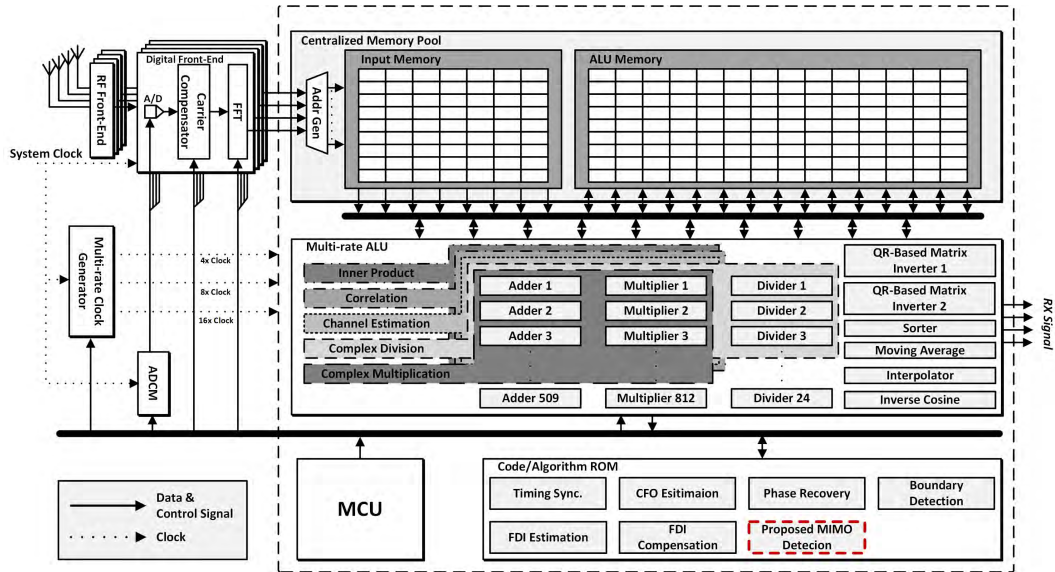 Centralized Memory Pool
Input Memory
ALU Memory
Digital Front-End
RF Front-End
A/D
Carrier
Compensator
FFT
Addr Gen
System Clock
Multi-rate Clock
Generator
4x Clock
8x Clock
16x Clock
ADCM
Multi-rate ALU
Inner Product
Correlation
Channel Estimation
Complex Division
Complex Multiplication
Adder 1
Adder 2
Adder 3
Adder 509
Multiplier 1
Multiplier 2
Multiplier 3
Multiplier 812
Divider 1
Divider 2
Divider 3
Divider 24
QR-Based Matrix
Inverter 1
QR-Based Matrix
Inverter 2
Sorter
Moving Average
Interpolator
Inverse Cosine
RX Signal
Data &
Control Signal
Clock
MCU
Code/Algorithm ROM
Timing Sync.
CFO Esitimaion
Phase Recovery
Boundary
Detection
FDI Estimation
FDI
Compensation
Proposed MIMO
Detecion